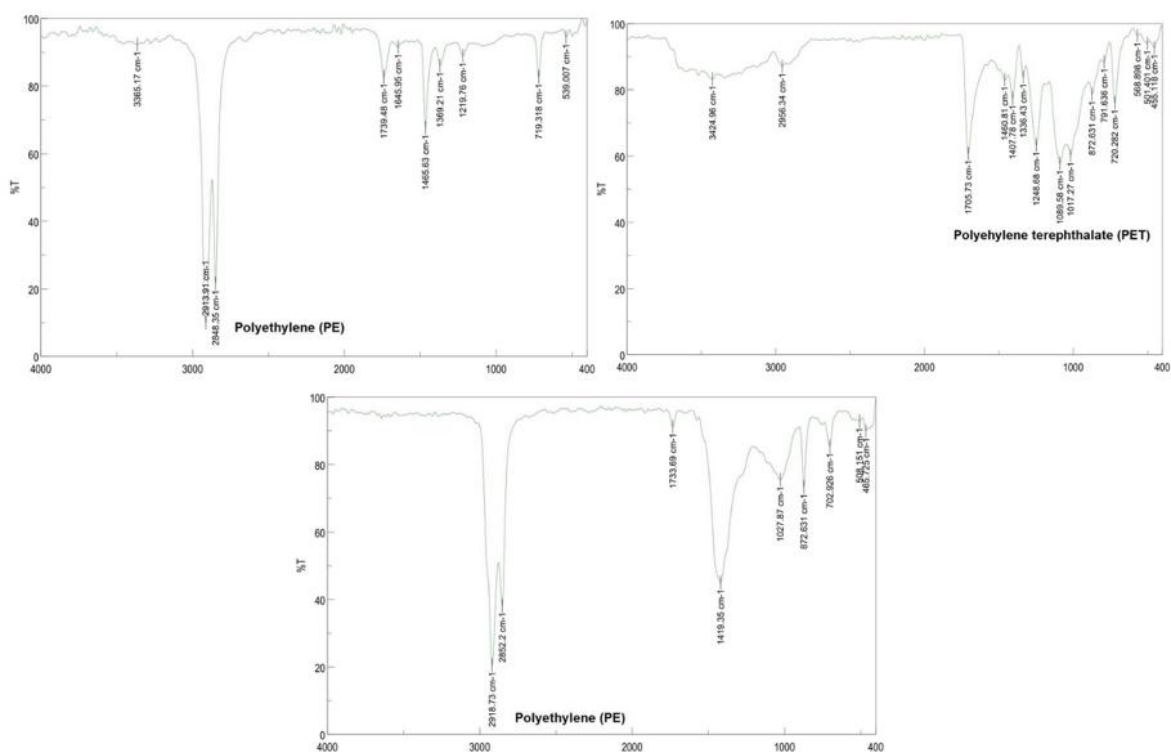 100
80
60
40
20
0
%T
3365.17 cm-1
2913.91 cm-1
2848.35 cm-1
1739.48 cm-1
1645.95 cm-1
1465.63 cm-1
1369.21 cm-1
1219.76 cm-1
719.318 cm-1
539.007 cm-1
Polyethylene (PE)
4000
3000
2000
1000
400
100
80
60
40
20
0
%T
3424.96 cm-1
2956.34 cm-1
1705.73 cm-1
1460.81 cm-1
1407.78 cm-1
1336.43 cm-1
1248.68 cm-1
1089.58 cm-1
1017.27 cm-1
872.631 cm-1
791.636 cm-1
720.282 cm-1
568.898 cm-1
501.401 cm-1
455.118 cm-1
Polyehylene terephthalate (PET)
4000
3000
2000
1000
400
100
80
60
40
20
0
%T
2918.73 cm-1
2852.2 cm-1
1733.69 cm-1
1419.35 cm-1
1027.87 cm-1
872.631 cm-1
702.926 cm-1
508.151 cm-1
465.725 cm-1
Polyethylene (PE)
4000
3000
2000
1000
400